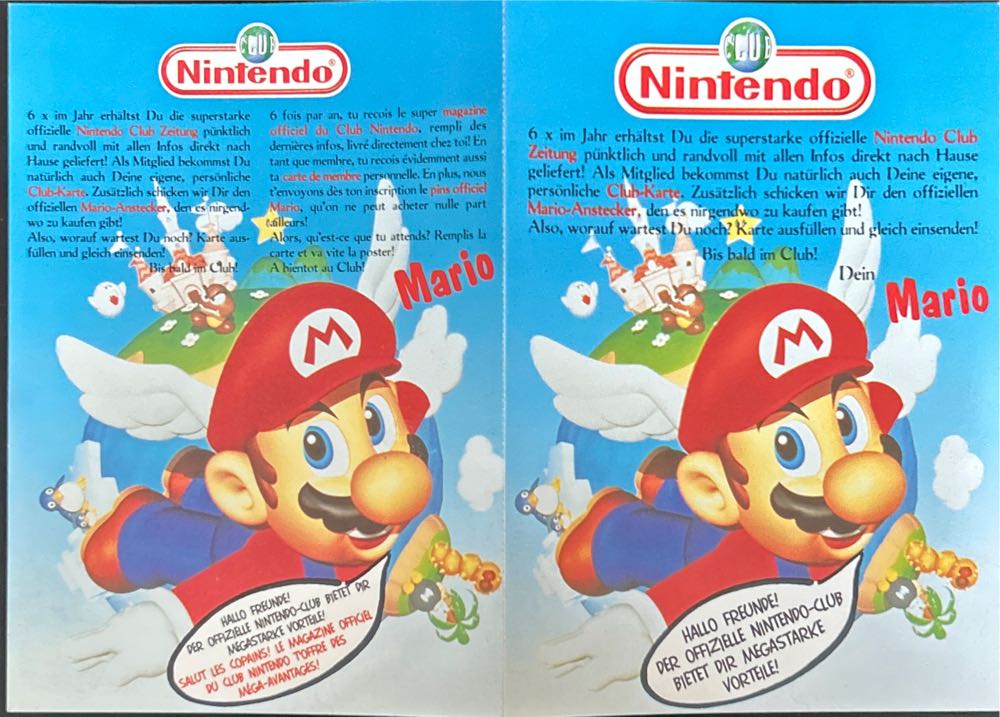 CLUB
Nintendo®
6 x im Jahr erhältst Du die superstarke
offizielle Nintendo Club Zeitung pünktlich
und randvoll mit allen Infos direkt nach
Hause geliefert! Als Mitglied bekommst Du
natürlich auch Deine eigene, persönliche
Club-Karte. Zusätzlich schicken wir Dir den
offiziellen Mario-Anstecker, den es nirgend-
wo zu kaufen gibt!
Also, worauf wartest Du noch? Karte aus-
füllen und gleich einsenden!
Bis bald im Club!
6 fois par an, tu recois le super magazine
officiel du Club Nintendo, rempli des
dernières infos, livré directement chez toi! En
tant que membre, tu recois évidemment aussi
ta carte de membre personnelle. En plus, nous
t'envoyons dès ton inscription le pins officiel
Mario, qu'on ne peut acheter nulle part
ailleurs!
Alors, qu'est-ce que tu attends? Remplis la
carte et va vite la poster!
A bientot au Club!
Mario
M
HALLO FREUNDE!
DER OFFIZIELLE NINTENDO-CLUB BIETET DIR
MEGASTARKE VORTEILE!
SALUT LES COPAINS! LE MAGAZINE OFFICIEL
DU CLUB NINTENDO T'OFFRE DES
MÉGA-AVANTAGES!
CLUB
Nintendo®
6 x im Jahr erhältst Du die superstarke offizielle Nintendo Club
Zeitung pünktlich und randvoll mit allen Infos direkt nach Hause
geliefert! Als Mitglied bekommst Du natürlich auch Deine eigene,
persönliche Club-Karte. Zusätzlich schicken wir Dir den offiziellen
Mario-Anstecker, den es nirgendwo zu kaufen gibt!
Also, worauf wartest Du noch? Karte ausfüllen und gleich einsenden!
Bis bald im Club!
Dein
Mario
M
HALLO FREUNDE!
DER OFFIZIELLE NINTENDO-CLUB
BIETET DIR MEGASTARKE
VORTEILE!